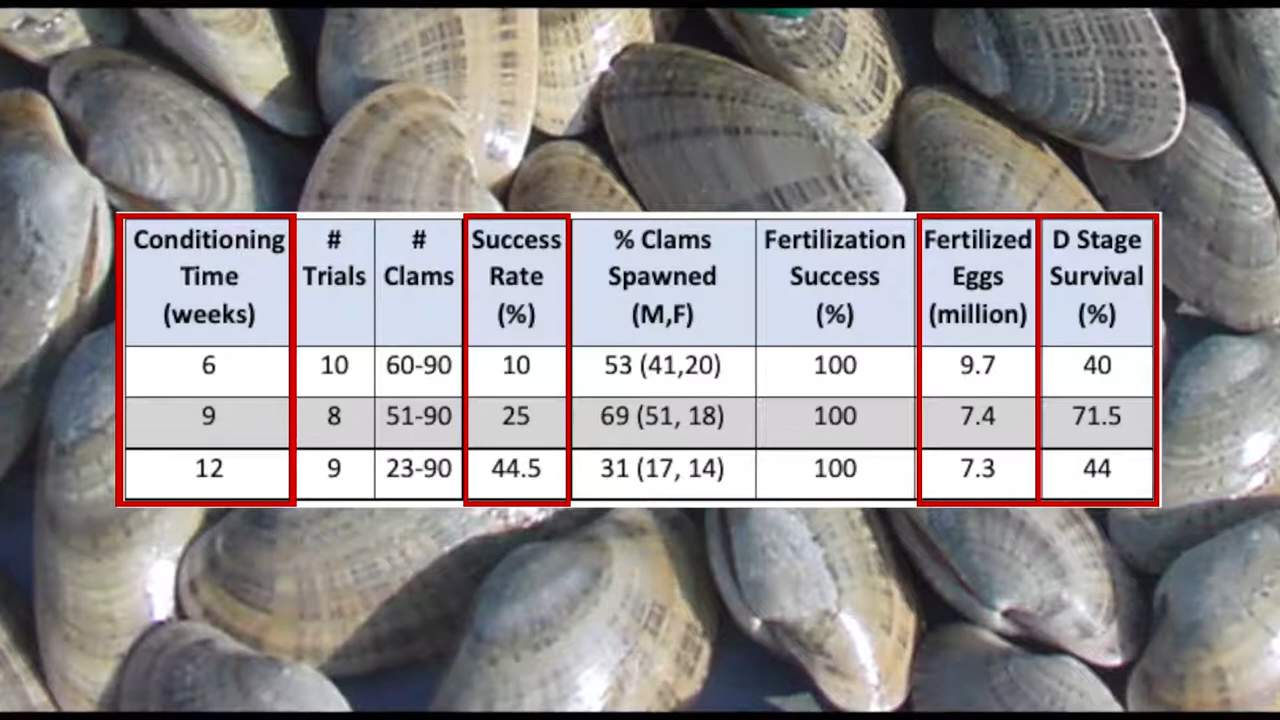 Conditioning Time (weeks) # Trials # Clams Success Rate (%) % Clams Spawned (M,F) Fertilization Success (%) Fertilized Eggs (million) D Stage Survival (%)
6 10 60-90 10 53 (41,20) 100 9.7 40
9 8 51-90 25 69 (51, 18) 100 7.4 71.5
12 9 23-90 44.5 31 (17, 14) 100 7.3 44